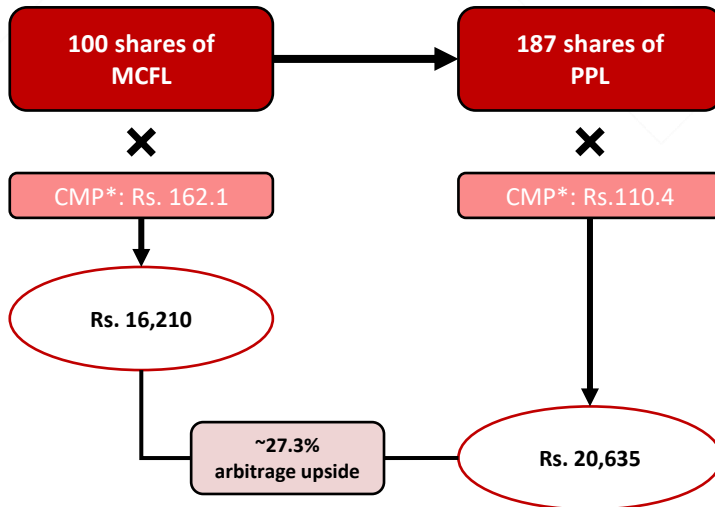 100 shares of
MCFL
187 shares of
PPL
CMP*: Rs. 162.1
CMP*: Rs.110.4
Rs. 16,210
~27.3%
arbitrage upside
Rs. 20,635